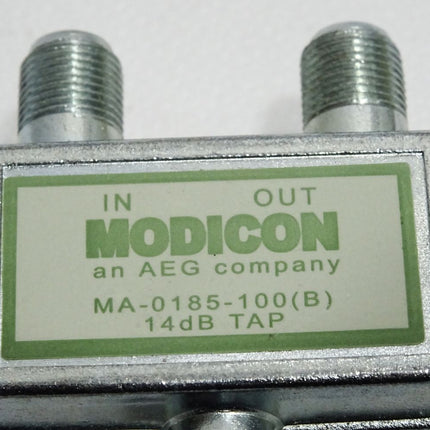 IN OUT
MODICON
an AEG company
MA-0185-100(B)
14dB TAP